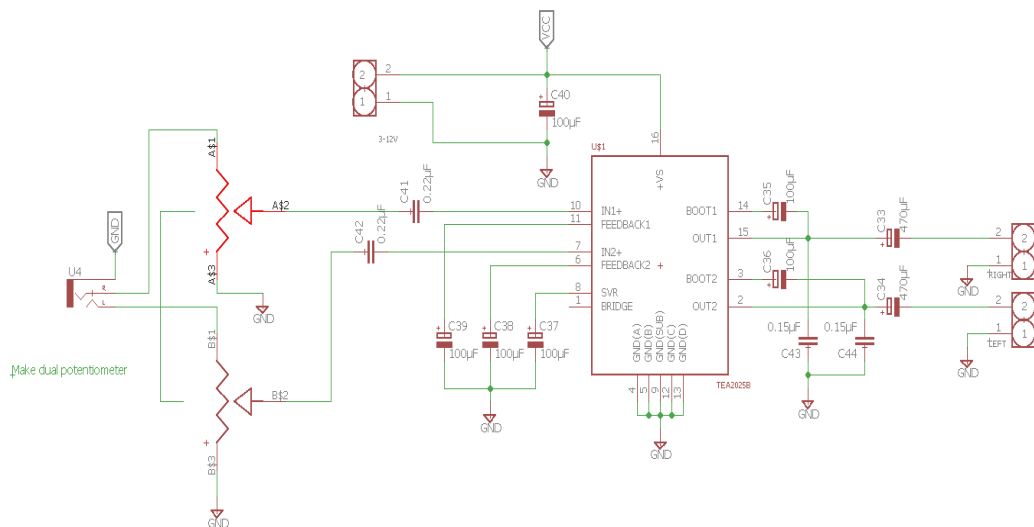 VCC
2
2
1
1
3-12V
C40
100µF
GND
U$1
16
+VS
A$1
A$2
A$3
GND
U4
R
L
GND
B$1
B$2
B$3
GND
Make dual potentiometer
C41
0.22µF
C42
0.22µF
10
IN1+
11
FEEDBACK1
7
IN2+
6
FEEDBACK2
8
SVR
1
BRIDGE
C39
100µF
C38
100µF
C37
100µF
GND
BOOT1
14
OUT1
15
BOOT2
3
OUT2
2
GND(A)
GND(B)
GND(SUB)
GND(C)
GND(D)
4
5
9
12
13
GND
TEA2025B
C35
100µF
C36
100µF
C33
470µF
C34
470µF
0.15µF
C43
0.15µF
C44
GND
2
2
1
1
RIGHT
GND
2
2
1
1
LEFT
GND